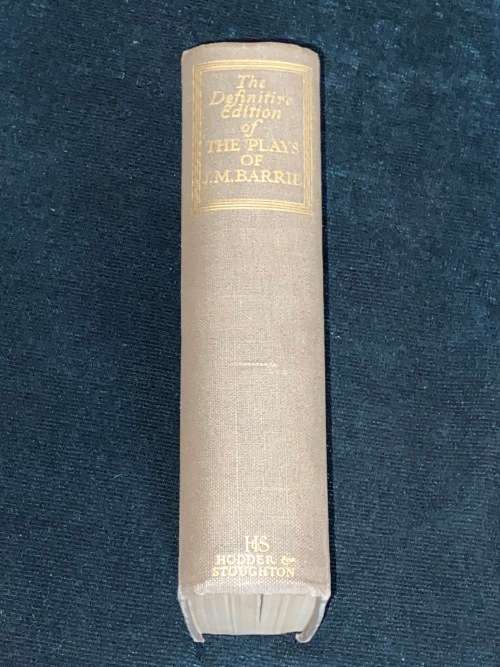 The
Definitive
Edition
of
THE PLAYS
OF
J.M.BARRIE
HS
HODDER &
STOUGHTON